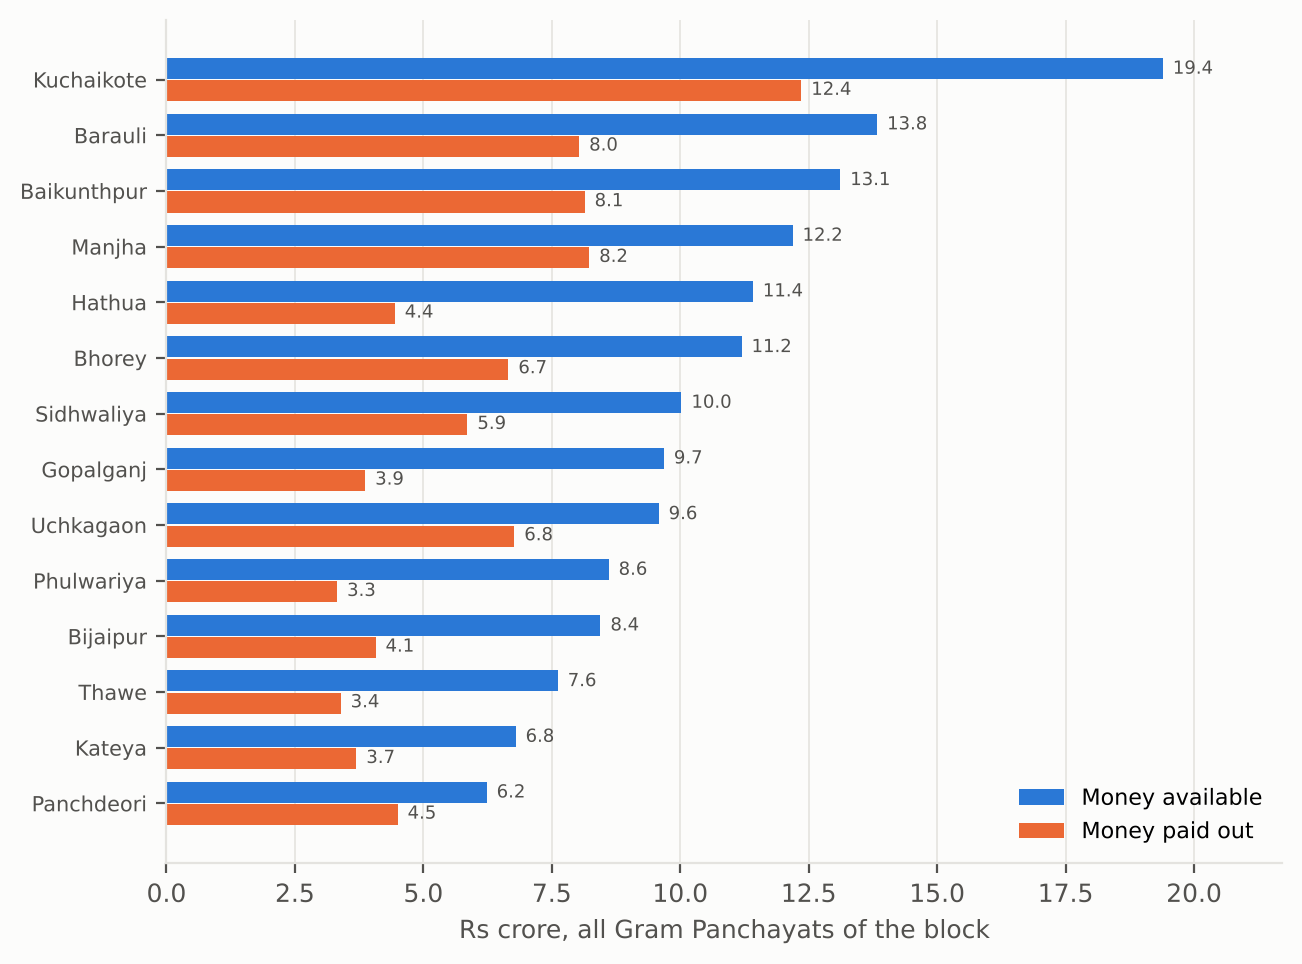 Kuchaikote 19.4
12.4
Barauli 13.8
8.0
Baikunthpur 13.1
8.1
Manjha 12.2
8.2
Hathua 11.4
4.4
Bhorey 11.2
6.7
Sidhwaliya 10.0
5.9
Gopalganj 9.7
3.9
Uchkagaon 9.6
6.8
Phulwariya 8.6
3.3
Bijaipur 8.4
4.1
Thawe 7.6
3.4
Kateya 6.8
3.7
Panchdeori 6.2
4.5
Money available
Money paid out
0.0 2.5 5.0 7.5 10.0 12.5 15.0 17.5 20.0
Rs crore, all Gram Panchayats of the block